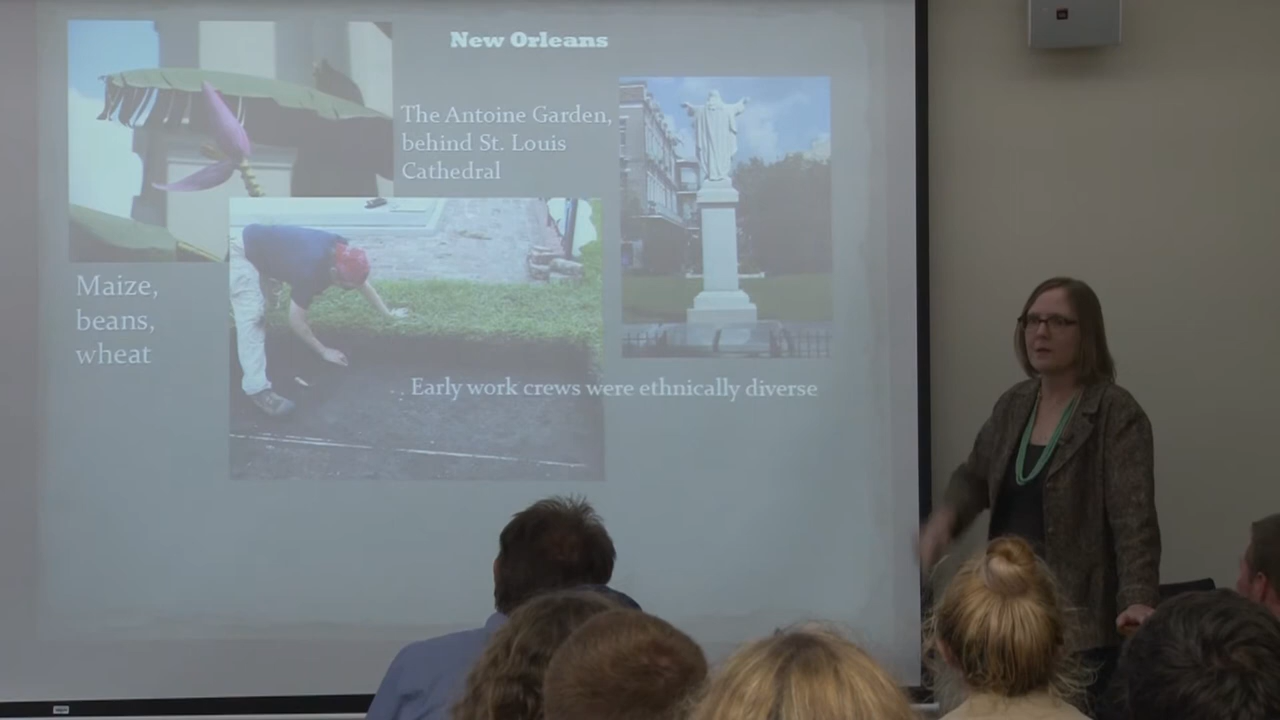 New Orleans
The Antoine Garden,
behind St. Louis
Cathedral
Maize,
beans,
wheat
Early work crews were ethnically diverse